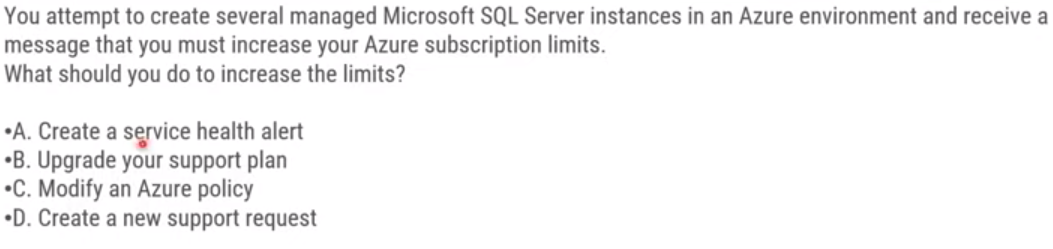 You attempt to create several managed Microsoft SQL Server instances in an Azure environment and receive a
message that you must increase your Azure subscription limits.
What should you do to increase the limits?
•A. Create a service health alert
•B. Upgrade your support plan
•C. Modify an Azure policy
•D. Create a new support request